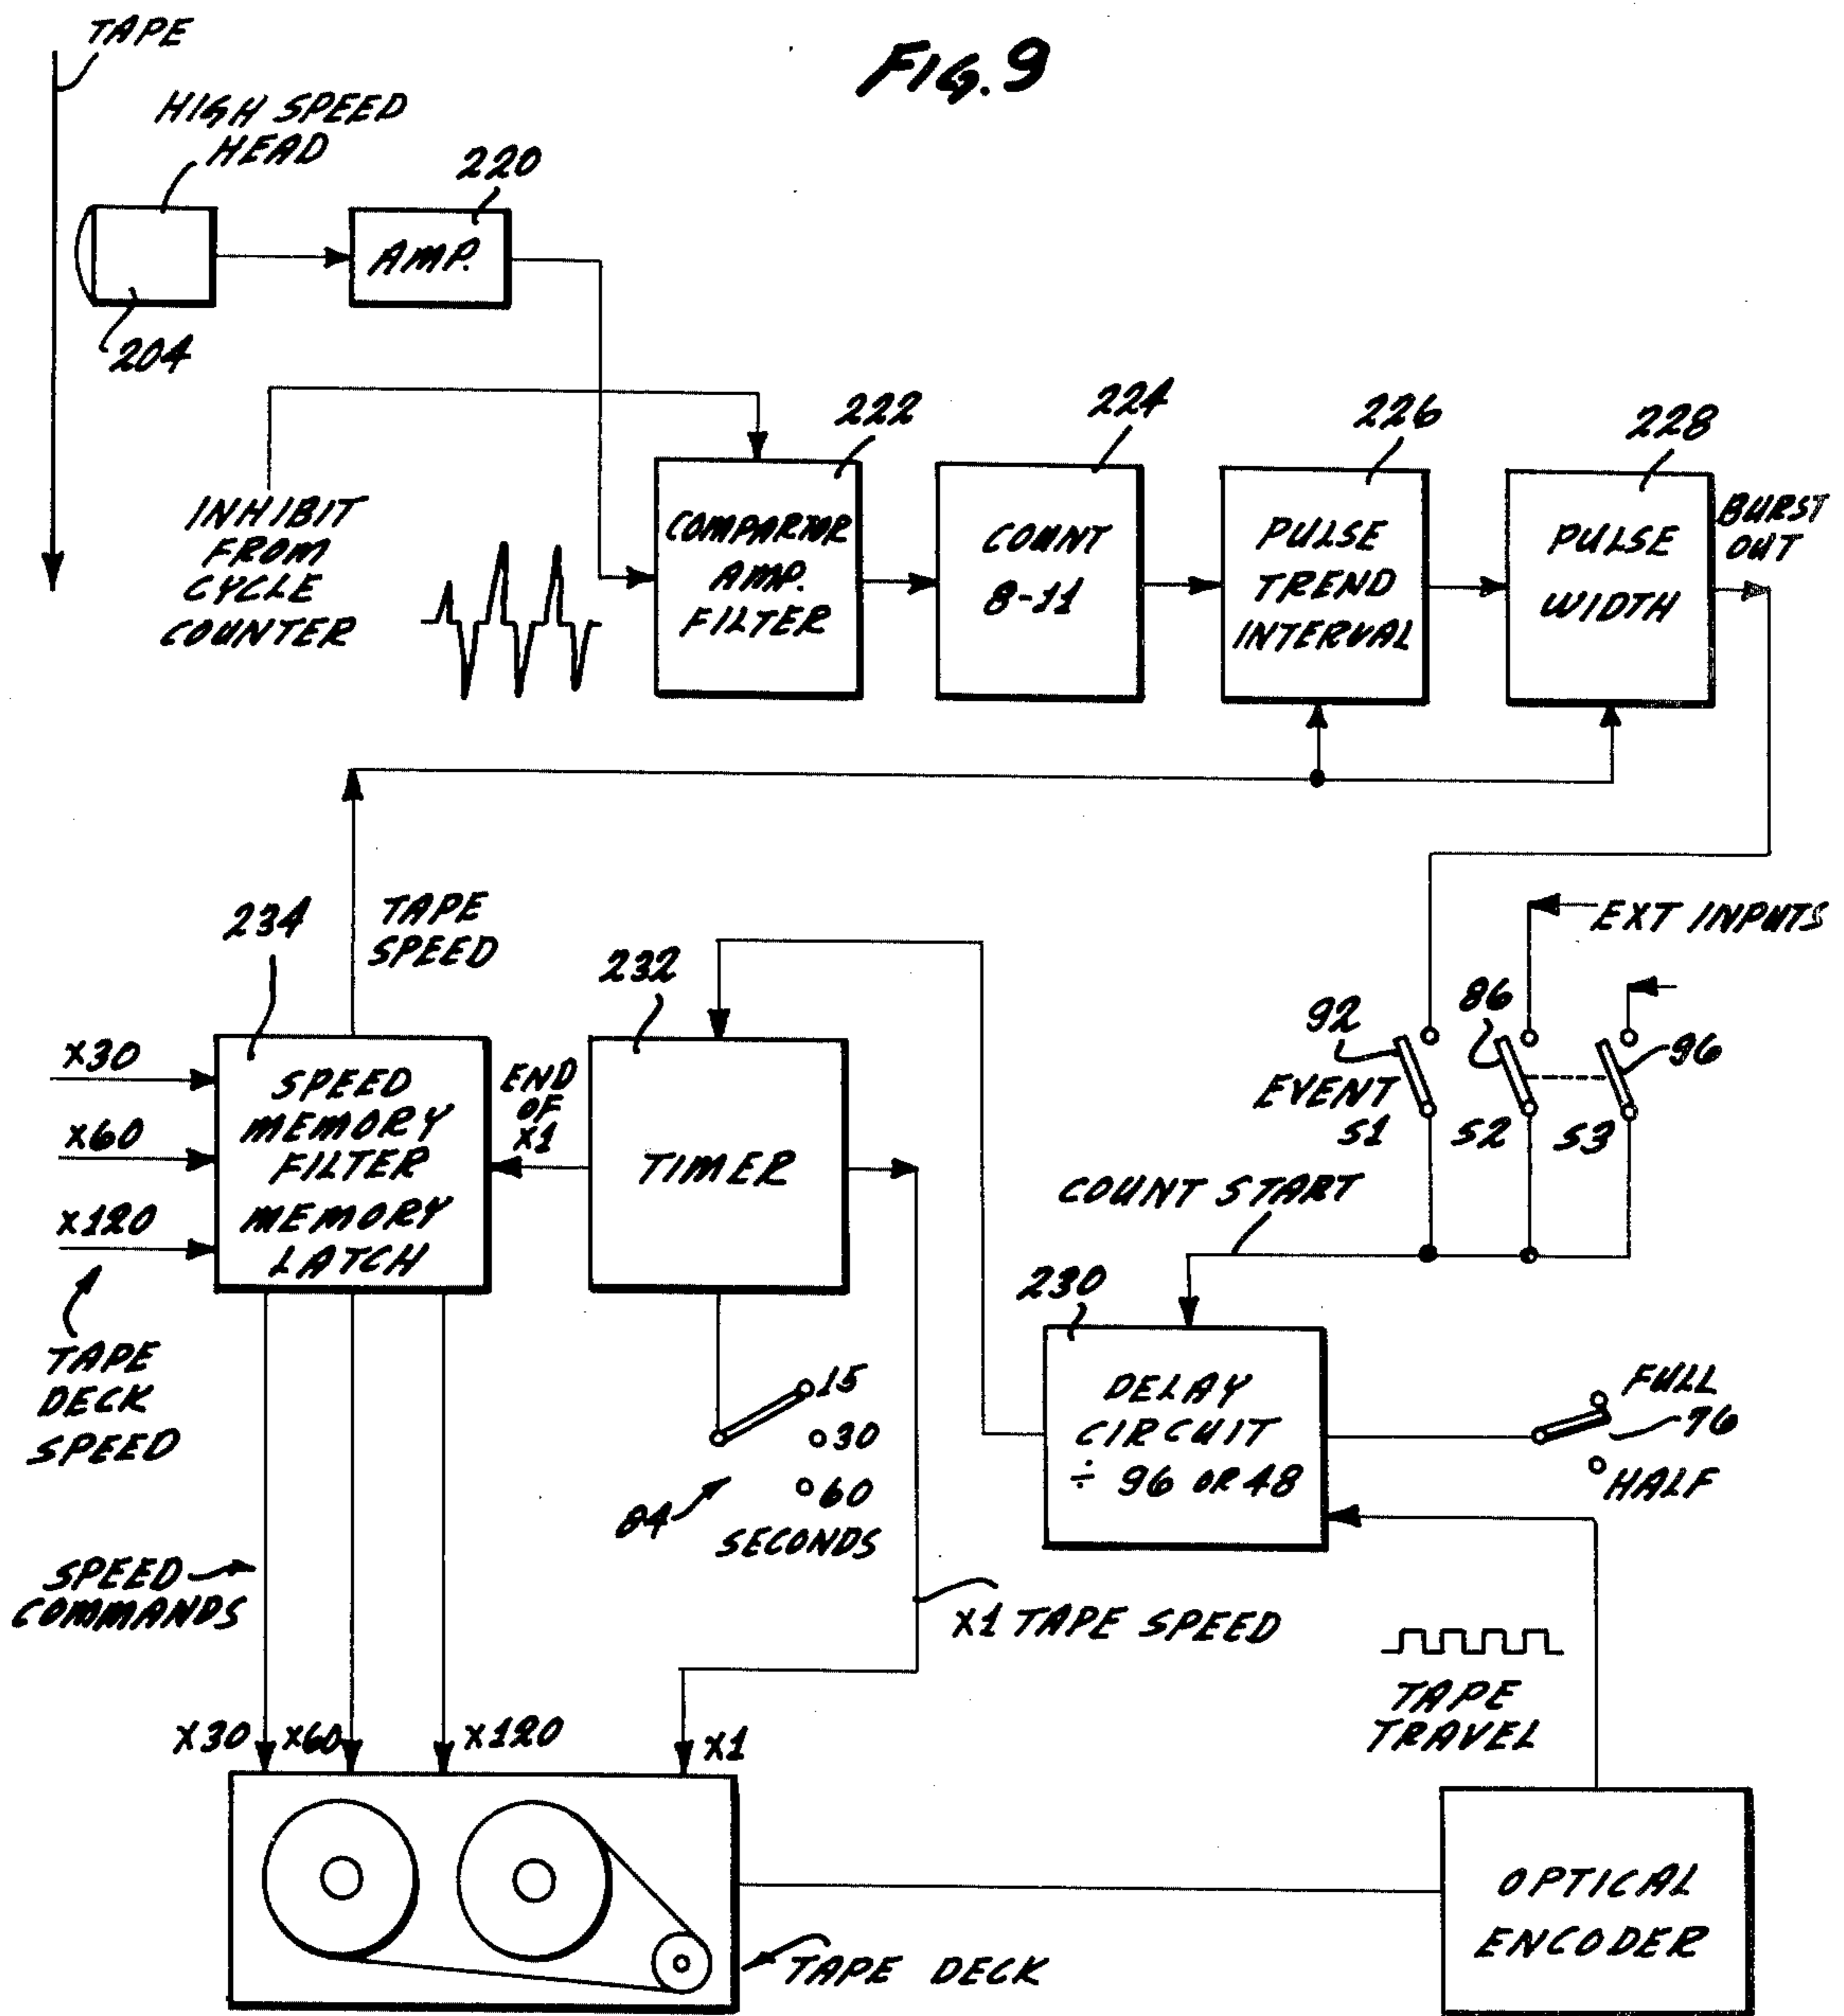 FIG. 9
TAPE
HIGH SPEED
HEAD
204
220
AMP.
INHIBIT
FROM
CYCLE
COUNTER
222
COMPARTOR
AMP.
FILTER
224
COUNT
8-11
226
PULSE
TREND
INTERVAL
228
PULSE
WIDTH
BURST
OUT
TAPE
SPEED
234
X30
X60
X120
TAPE
DECK
SPEED
SPEED
MEMORY
FILTER
MEMORY
LATCH
END
OF
X1
232
TIMER
15
30
60
SECONDS
84
EXT INPUTS
92
86
96
EVENT
S1
S2
S3
COUNT START
230
DELAY
CIRCUIT
÷ 96 OR 48
FULL
76
HALF
SPEED
COMMANDS
X1 TAPE SPEED
X30
X60
X120
X1
TAPE
TRAVEL
TAPE DECK
OPTICAL
ENCODER